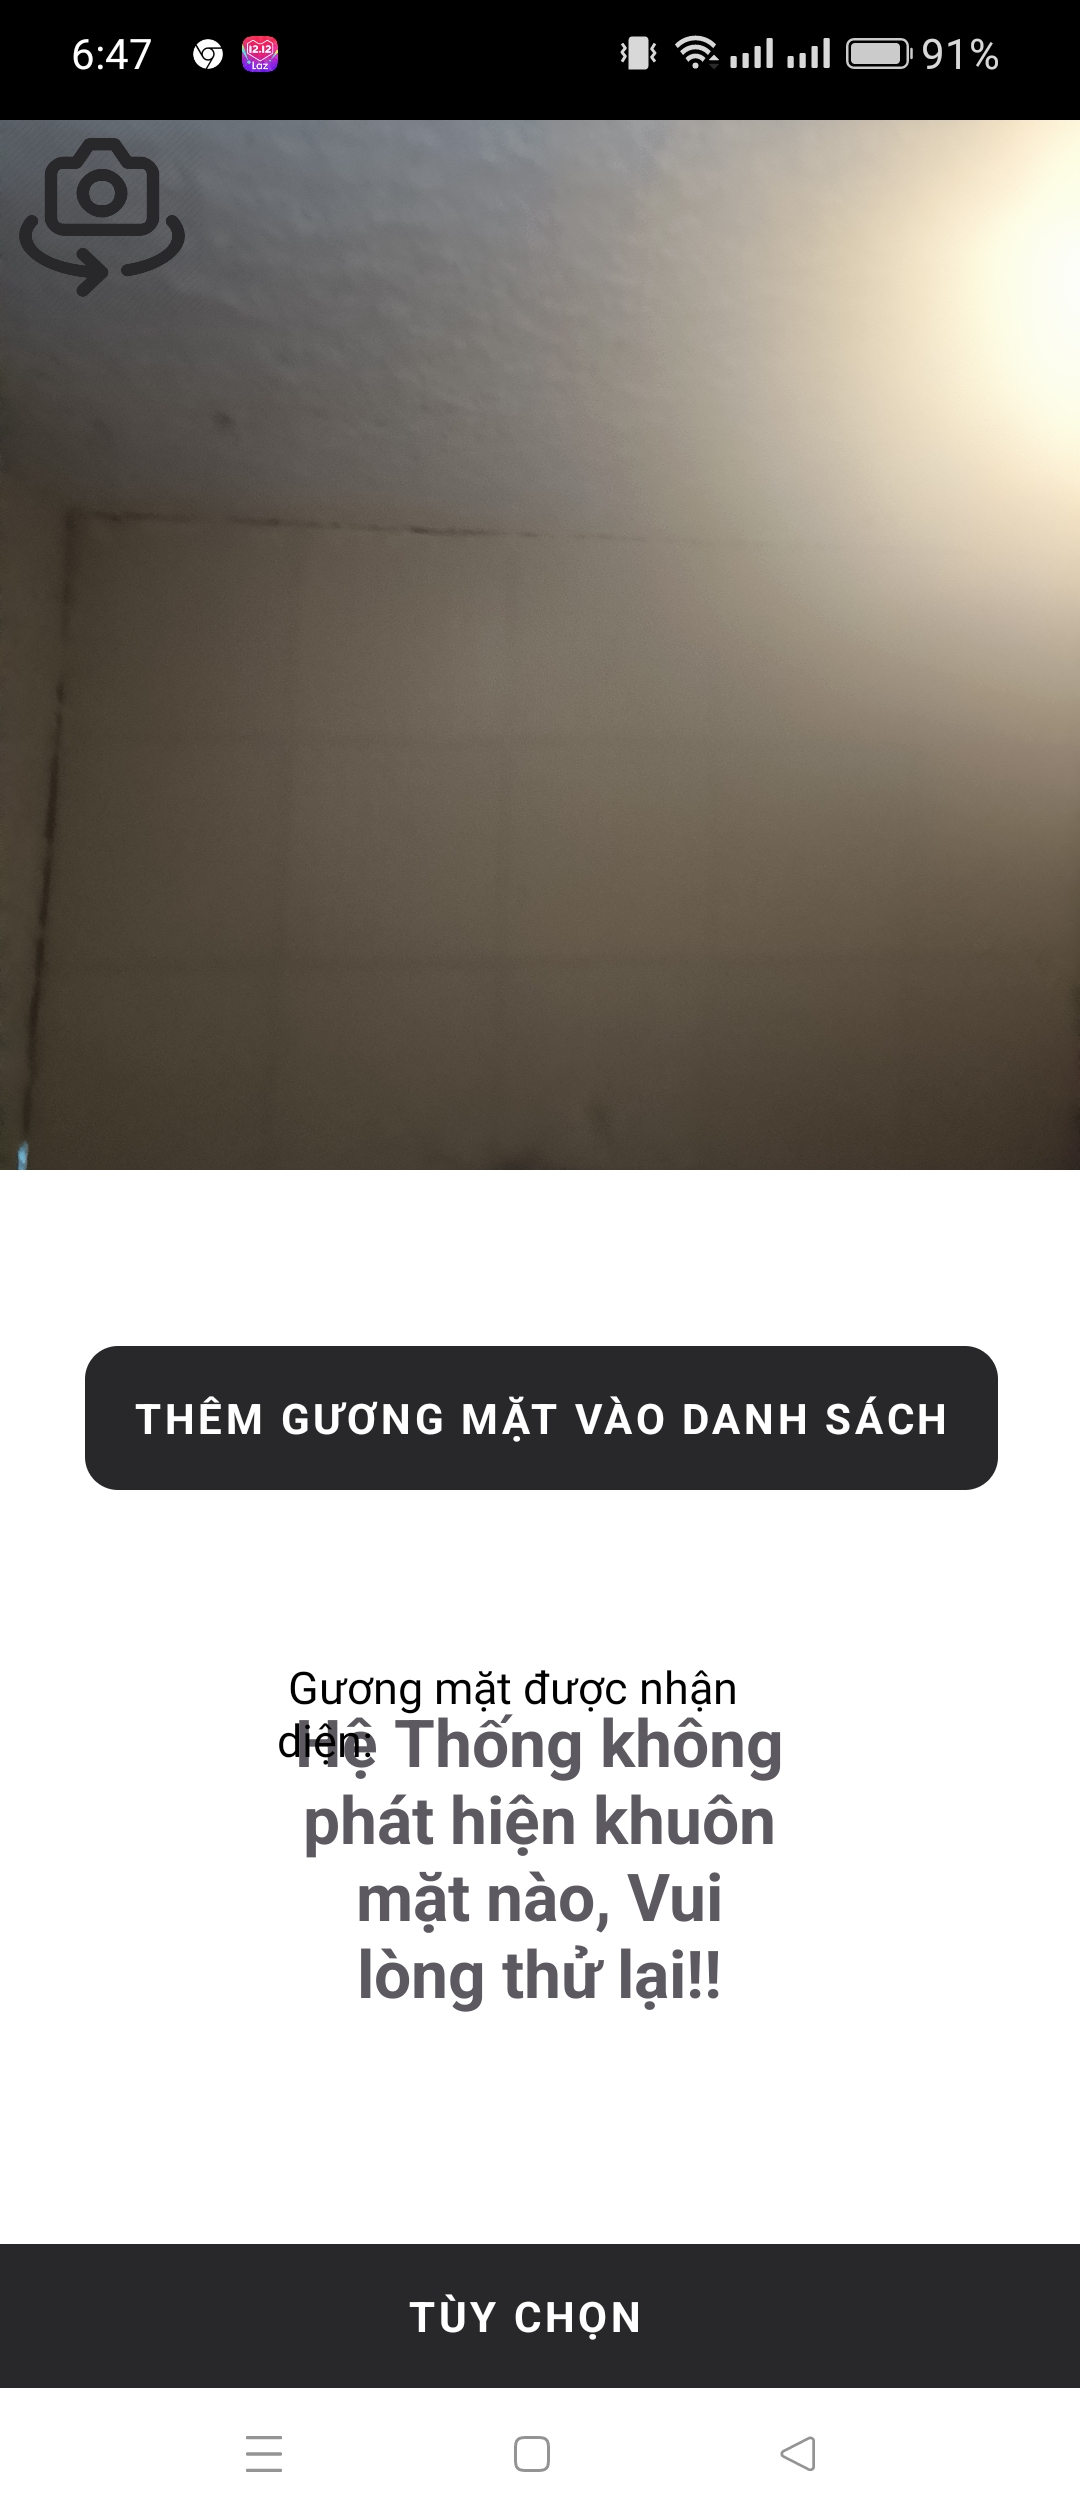 6:47
12.12
Laz
91%
THÊM GƯƠNG MẶT VÀO DANH SÁCH
Gương mặt được nhận
diện:
Hệ Thống không
phát hiện khuôn
mặt nào, Vui
lòng thử lại!!
TÙY CHỌN